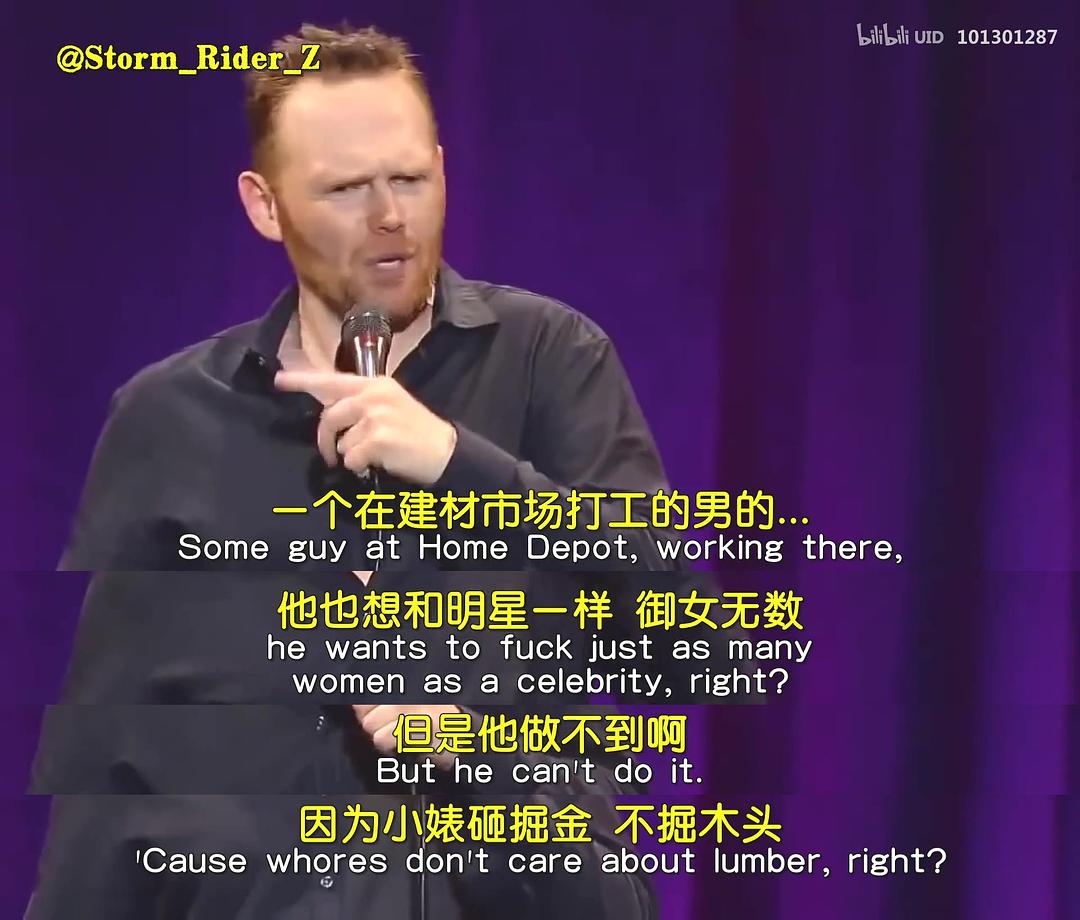 @Storm_Rider_Z
bilibili UID 101301287
一个在建材市场打工的男的...
Some guy at Home Depot, working there,
他也想和明星一样 御女无数
he wants to fuck just as many
women as a celebrity, right?
但是他做不到啊
But he can't do it.
因为小婊砸掘金 不掘木头
'Cause whores don't care about lumber, right?